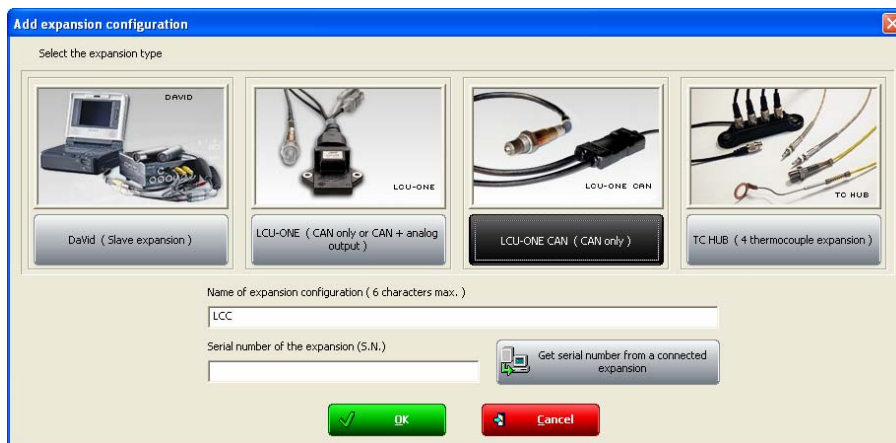 Add expansion configuration
Select the expansion type
DAVID
LCU-ONE
LCU-ONE CAN
TC HUB
DaVid ( Slave expansion )
LCU-ONE ( CAN only or CAN + analog
output )
LCU-ONE CAN ( CAN only )
TC HUB ( 4 thermocouple expansion )
Name of expansion configuration ( 6 characters max. )
LCC
Serial number of the expansion (S.N.)
Get serial number from a connected
expansion
OK
Cancel